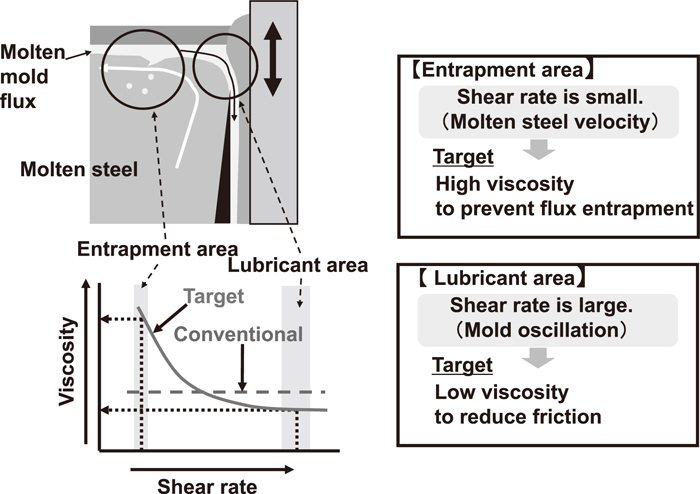 Molten
mold
flux
Molten steel
Entrapment area
Lubricant area
Target
Conventional
Viscosity
Shear rate
【Entrapment area】
Shear rate is small.
（Molten steel velocity）
Target
High viscosity
to prevent flux entrapment
【 Lubricant area】
Shear rate is large.
（Mold oscillation）
Target
Low viscosity
to reduce friction